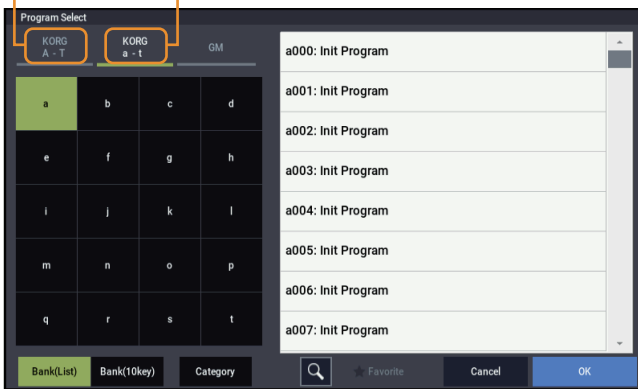 Program Select
KORG
A - T
KORG
a - t
GM
a b c d
e f g h
i j k l
m n o p
q r s t
a000: Init Program
a001: Init Program
a002: Init Program
a003: Init Program
a004: Init Program
a005: Init Program
a006: Init Program
a007: Init Program
Bank(List) Bank(10key) Category Favorite Cancel OK